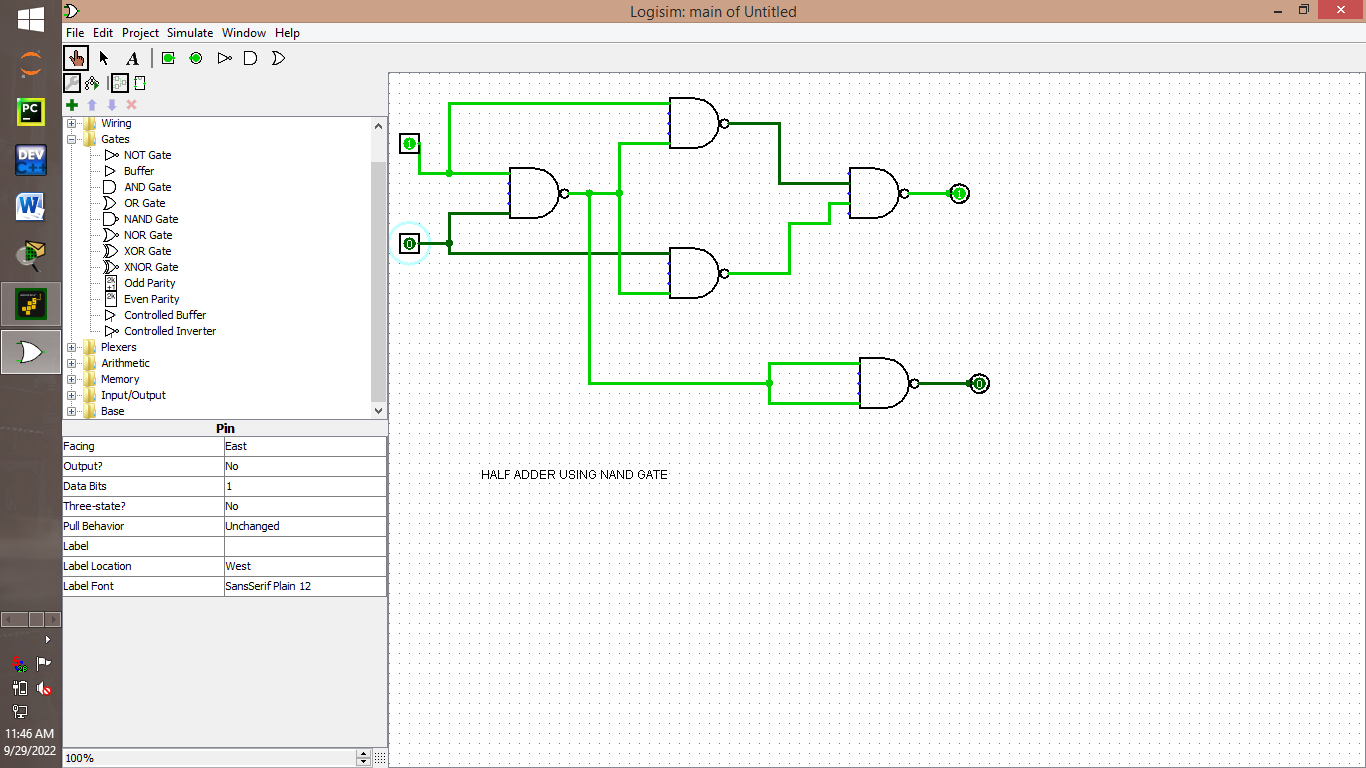 Logisim: main of Untitled
File Edit Project Simulate Window Help
A
Wiring
Gates
NOT Gate
Buffer
AND Gate
OR Gate
NAND Gate
NOR Gate
XOR Gate
XNOR Gate
Odd Parity
Even Parity
Controlled Buffer
Controlled Inverter
Plexers
Arithmetic
Memory
Input/Output
Base
Pin
Facing East
Output? No
Data Bits 1
Three-state? No
Pull Behavior Unchanged
Label
Label Location West
Label Font SansSerif Plain 12
100%
1
0
1
0
HALF ADDER USING NAND GATE
PC
DEV
C++
W
11:46 AM
9/29/2022